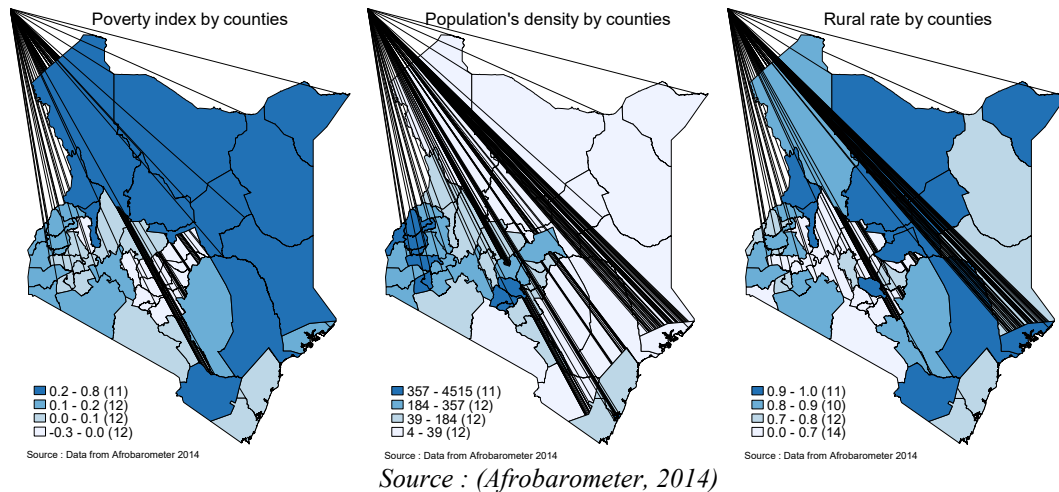 Poverty index by counties
0.2 - 0.8 (11)
0.1 - 0.2 (12)
0.0 - 0.1 (12)
-0.3 - 0.0 (12)
Source : Data from Afrobarometer 2014
Population's density by counties
357 - 4515 (11)
184 - 357 (12)
39 - 184 (12)
4 - 39 (12)
Source : Data from Afrobarometer 2014
Rural rate by counties
0.9 - 1.0 (11)
0.8 - 0.9 (10)
0.7 - 0.8 (12)
0.0 - 0.7 (14)
Source : Data from Afrobarometer 2014
Source : (Afrobarometer, 2014)